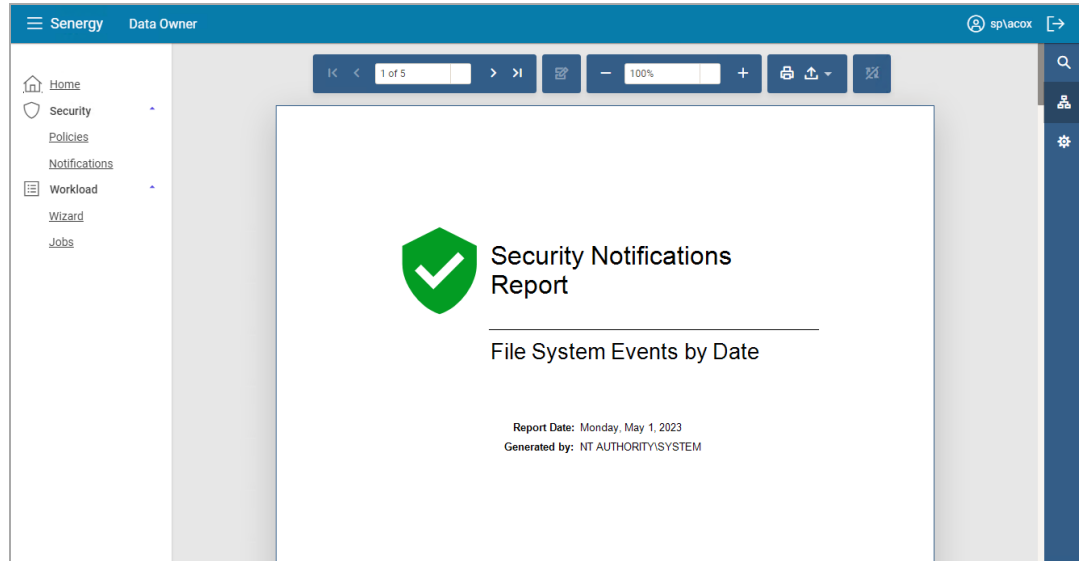 Senergy Data Owner sp\acox
1 of 5 100%
Home
Security
Policies
Notifications
Workload
Wizard
Jobs
Security Notifications
Report
File System Events by Date
Report Date: Monday, May 1, 2023
Generated by: NT AUTHORITY\SYSTEM